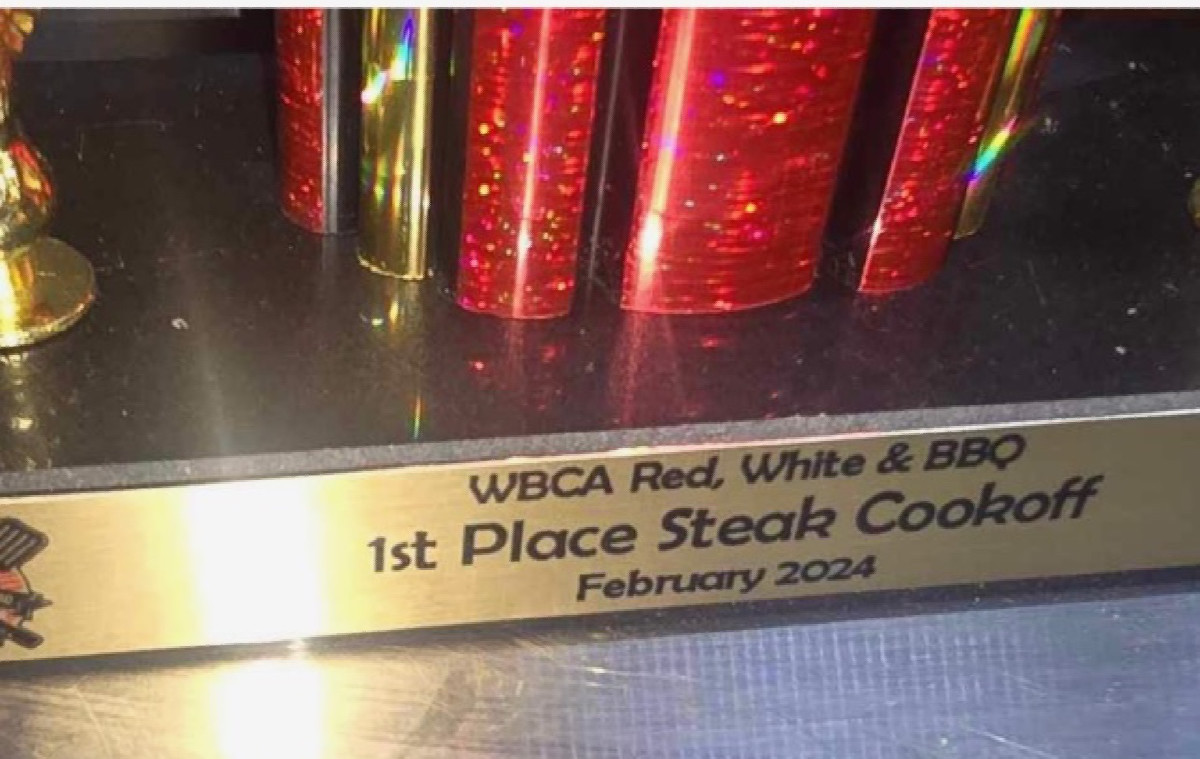 WBCA Red, White & BBQ
1st Place Steak Cookoff
February 2024